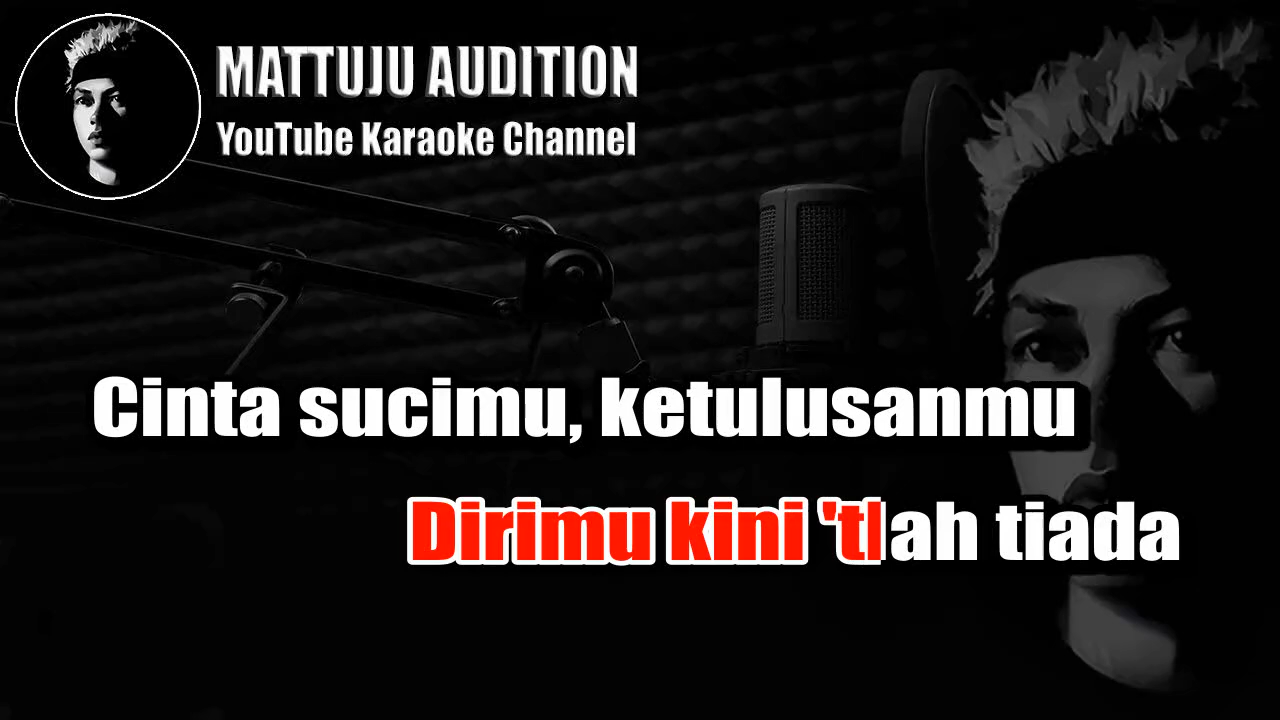 MATTUJU AUDITION
YouTube Karaoke Channel
Cinta sucimu, ketulusanmu
Dirimu kini 'tlah tiada